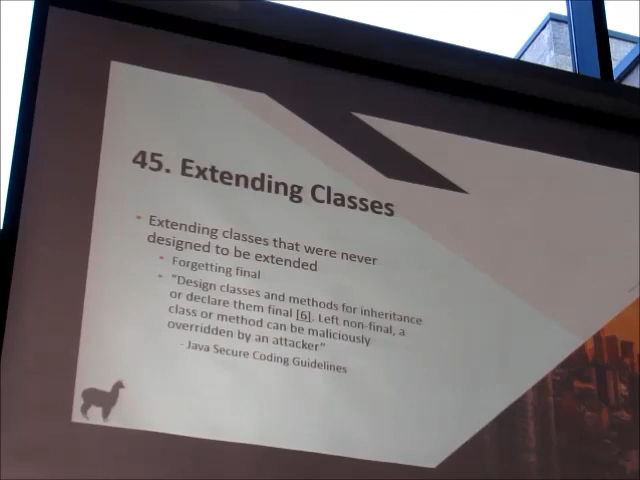 45. Extending Classes
• Extending classes that were never
designed to be extended
• Forgetting final
• "Design classes and methods for inheritance
or declare them final [6]. Left non-final, a
class or method can be maliciously
overridden by an attacker"
- Java Secure Coding Guidelines